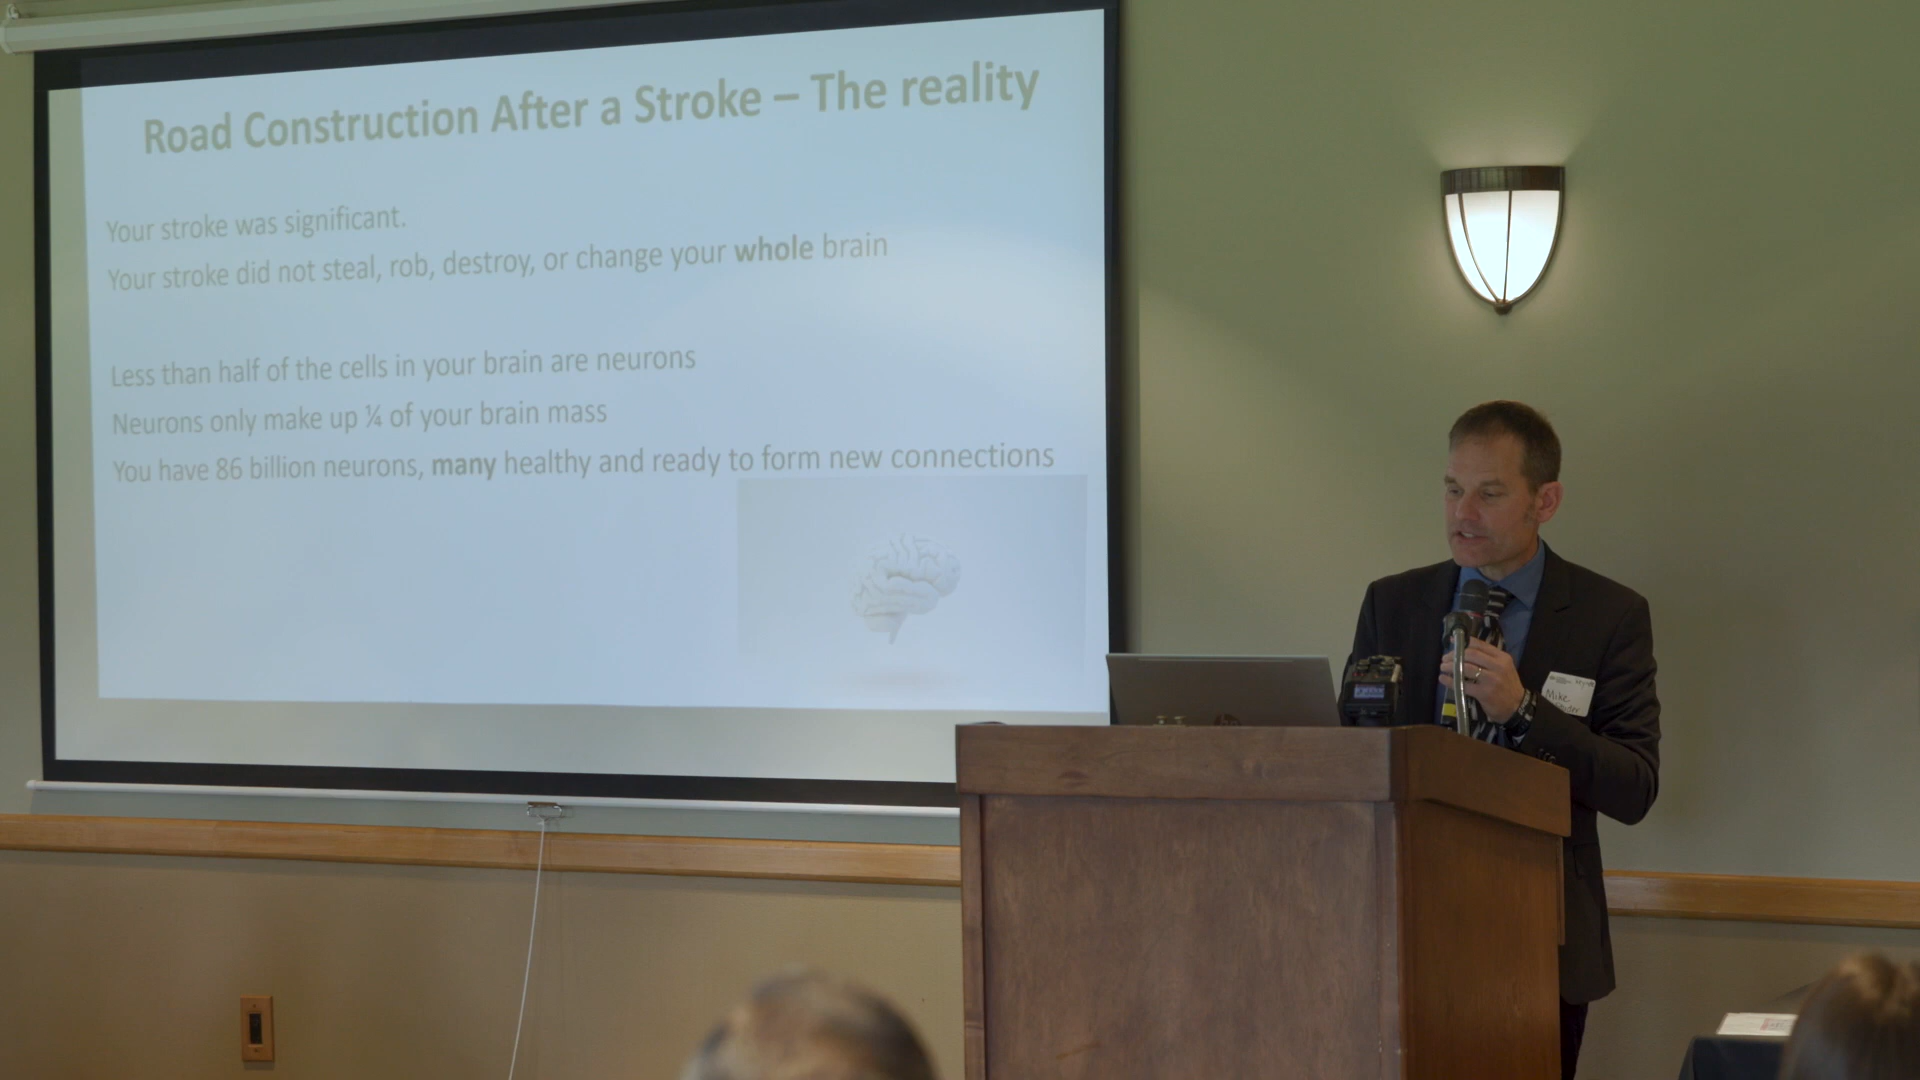 Road Construction After a Stroke – The reality
Your stroke was significant.
Your stroke did not steal, rob, destroy, or change your whole brain
Less than half of the cells in your brain are neurons
Neurons only make up ¼ of your brain mass
You have 86 billion neurons, many healthy and ready to form new connections
Mike